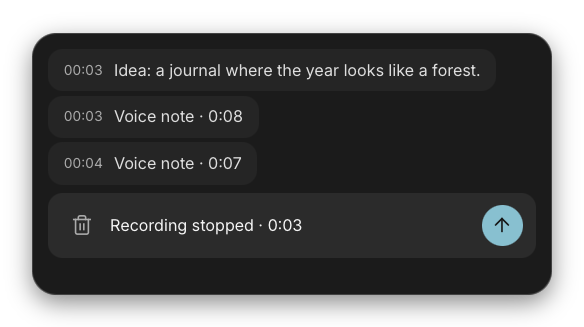 00:03 Idea: a journal where the year looks like a forest.
00:03 Voice note · 0:08
00:04 Voice note · 0:07
Recording stopped · 0:03